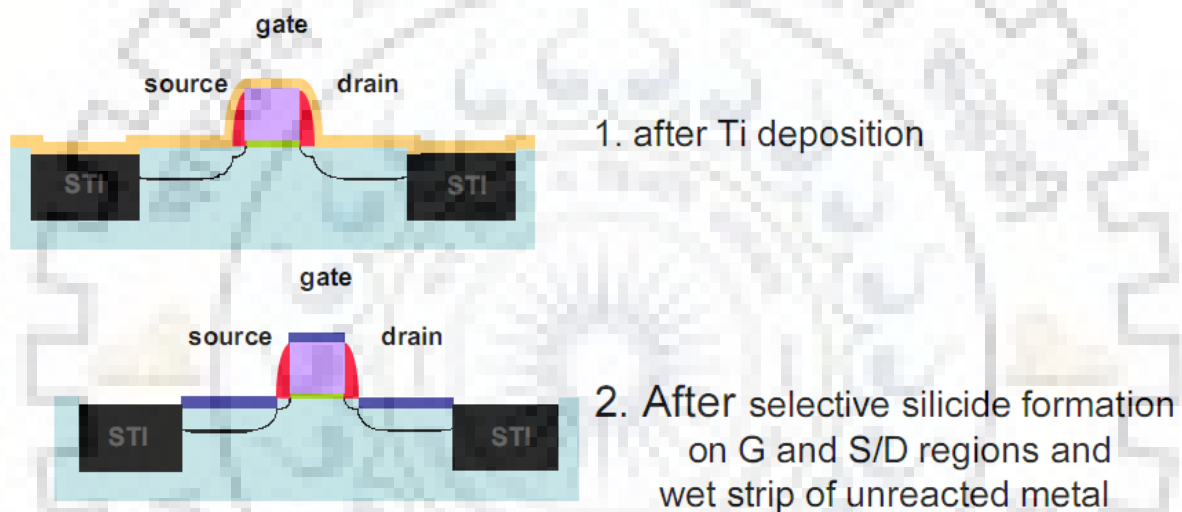 gate
source drain
1. after Ti deposition
STI STI
gate
source drain
2. After selective silicide formation
on G and S/D regions and
wet strip of unreacted metal
STI STI